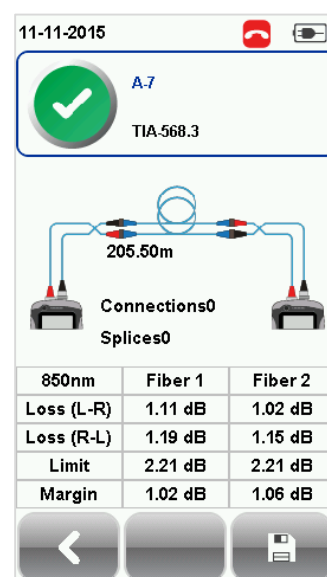 11-11-2015
A-7
TIA-568.3
205.50m
Connections0
Splices0
850nm Fiber 1 Fiber 2
Loss (L-R) 1.11 dB 1.02 dB
Loss (R-L) 1.19 dB 1.15 dB
Limit 2.21 dB 2.21 dB
Margin 1.02 dB 1.06 dB